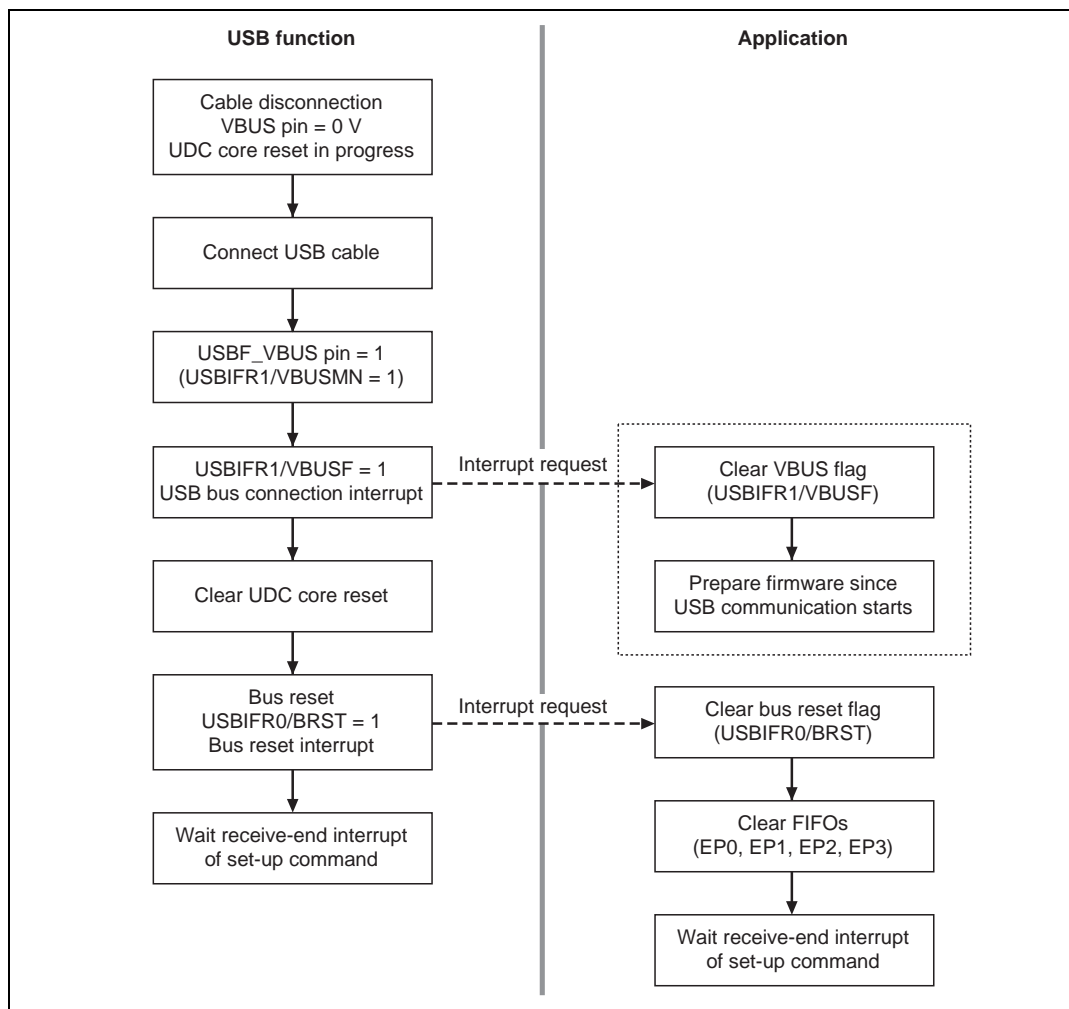 USB function
Application
Cable disconnection
VBUS pin = 0 V
UDC core reset in progress
Connect USB cable
USBF_VBUS pin = 1
(USBIFR1/VBUSMN = 1)
USBIFR1/VBUSF = 1
USB bus connection interrupt
Interrupt request
Clear VBUS flag
(USBIFR1/VBUSF)
Clear UDC core reset
Prepare firmware since
USB communication starts
Bus reset
USBIFR0/BRST = 1
Bus reset interrupt
Interrupt request
Clear bus reset flag
(USBIFR0/BRST)
Wait receive-end interrupt
of set-up command
Clear FIFOs
(EP0, EP1, EP2, EP3)
Wait receive-end interrupt
of set-up command